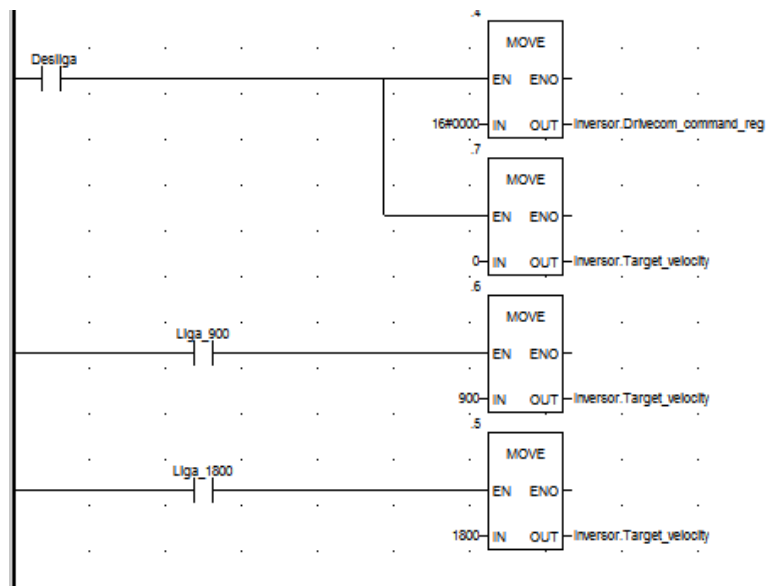 .4
MOVE
Desliga
EN ENO
16#0000 IN OUT Inversor.Drivecom_command_reg
.7
MOVE
EN ENO
0 IN OUT Inversor.Target_velocity
.6
MOVE
Liga_900
EN ENO
900 IN OUT Inversor.Target_velocity
.5
MOVE
Liga_1800
EN ENO
1800 IN OUT Inversor.Target_velocity